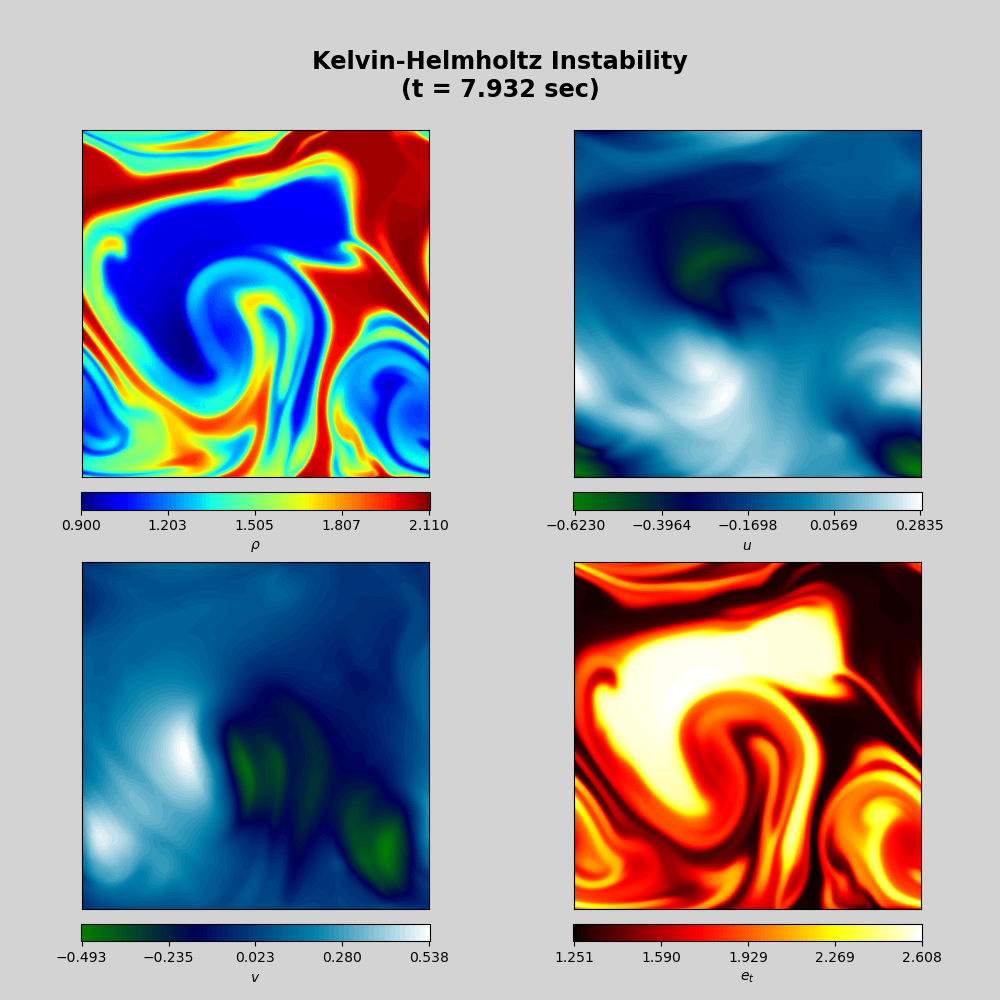 Kelvin-Helmholtz Instability
(t = 7.932 sec)
0.900 1.203 1.505 1.807 2.110
ρ
−0.6230 −0.3964 −0.1698 0.0569 0.2835
u
−0.493 −0.235 0.023 0.280 0.538
v
1.251 1.590 1.929 2.269 2.608
eₜ